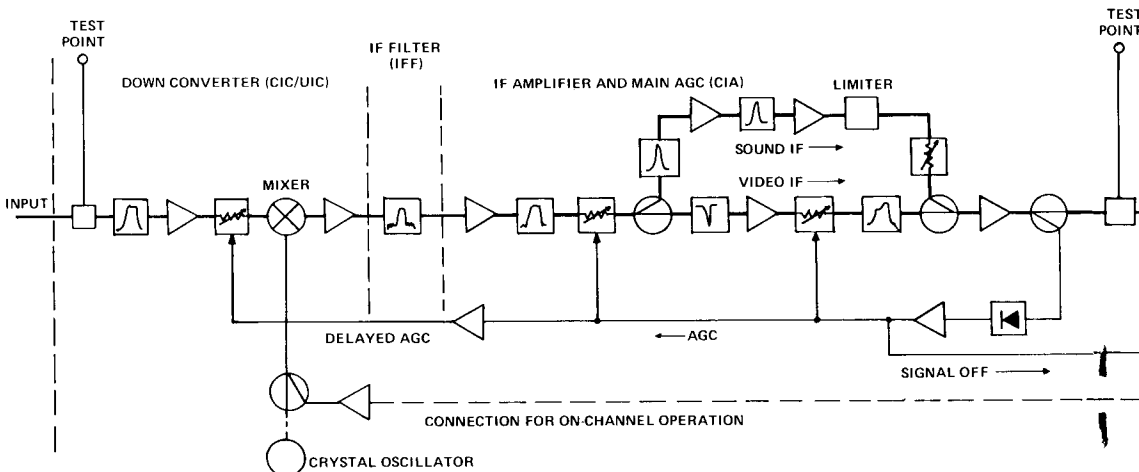 TEST
POINT
TEST
POINT
DOWN CONVERTER (CIC/UIC)
IF FILTER
(IFF)
IF AMPLIFIER AND MAIN AGC (CIA)
LIMITER
SOUND IF
VIDEO IF
INPUT
MIXER
DELAYED AGC
AGC
SIGNAL OFF
CONNECTION FOR ON-CHANNEL OPERATION
CRYSTAL OSCILLATOR